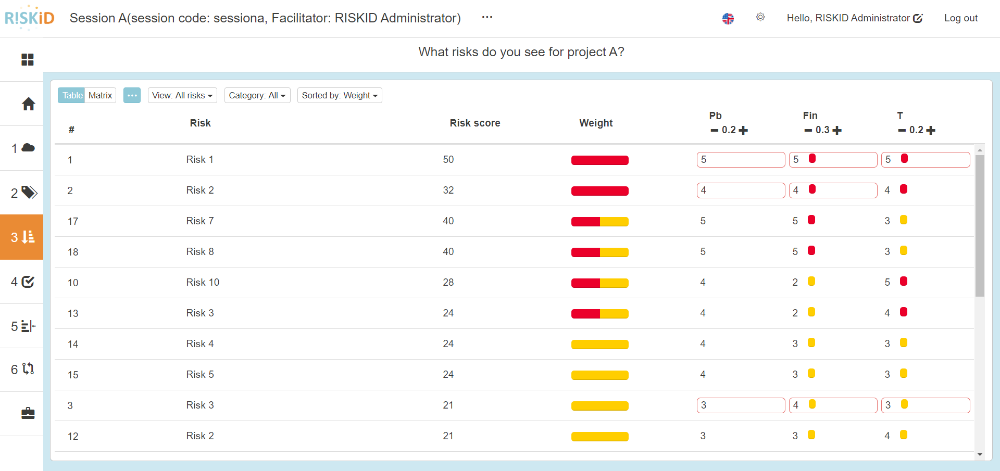 R!SKiD
Session A(session code: sessiona, Facilitator: RISKID Administrator) ...
Hello, RISKID Administrator
Log out
What risks do you see for project A?
Table Matrix ... View: All risks Category: All Sorted by: Weight
# Risk Risk score Weight Pb Fin T
− 0.2 + − 0.3 + − 0.2 +
1 Risk 1 50 5 5 5
2 Risk 2 32 4 4 4
17 Risk 7 40 5 5 3
18 Risk 8 40 5 5 3
10 Risk 10 28 4 2 5
13 Risk 3 24 4 2 4
14 Risk 4 24 4 3 3
15 Risk 5 24 4 3 3
3 Risk 3 21 3 4 3
12 Risk 2 21 3 3 4
1
2
3
4
5
6